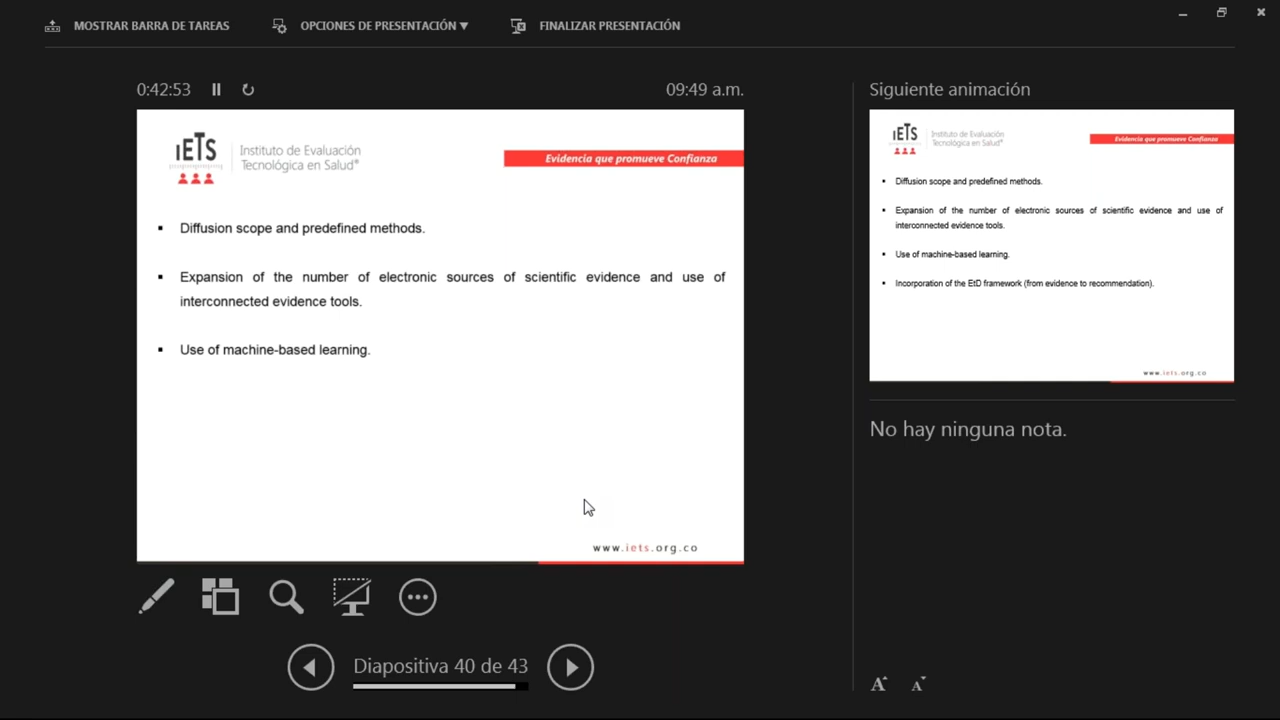 MOSTRAR BARRA DE TAREAS
OPCIONES DE PRESENTACIÓN ▼
FINALIZAR PRESENTACIÓN
0:42:53
09:49 a.m.
IETS
Instituto de Evaluación
Tecnológica en Salud®
Evidencia que promueve Confianza
▪ Diffusion scope and predefined methods.
▪ Expansion of the number of electronic sources of scientific evidence and use of
interconnected evidence tools.
▪ Use of machine-based learning.
www.iets.org.co
Diapositiva 40 de 43
Siguiente animación
IETS
Instituto de Evaluación
Tecnológica en Salud®
Evidencia que promueve Confianza
▪ Diffusion scope and predefined methods.
▪ Expansion of the number of electronic sources of scientific evidence and use of
interconnected evidence tools.
▪ Use of machine-based learning.
▪ Incorporation of the EtD framework (from evidence to recommendation).
www.iets.org.co
No hay ninguna nota.
A A